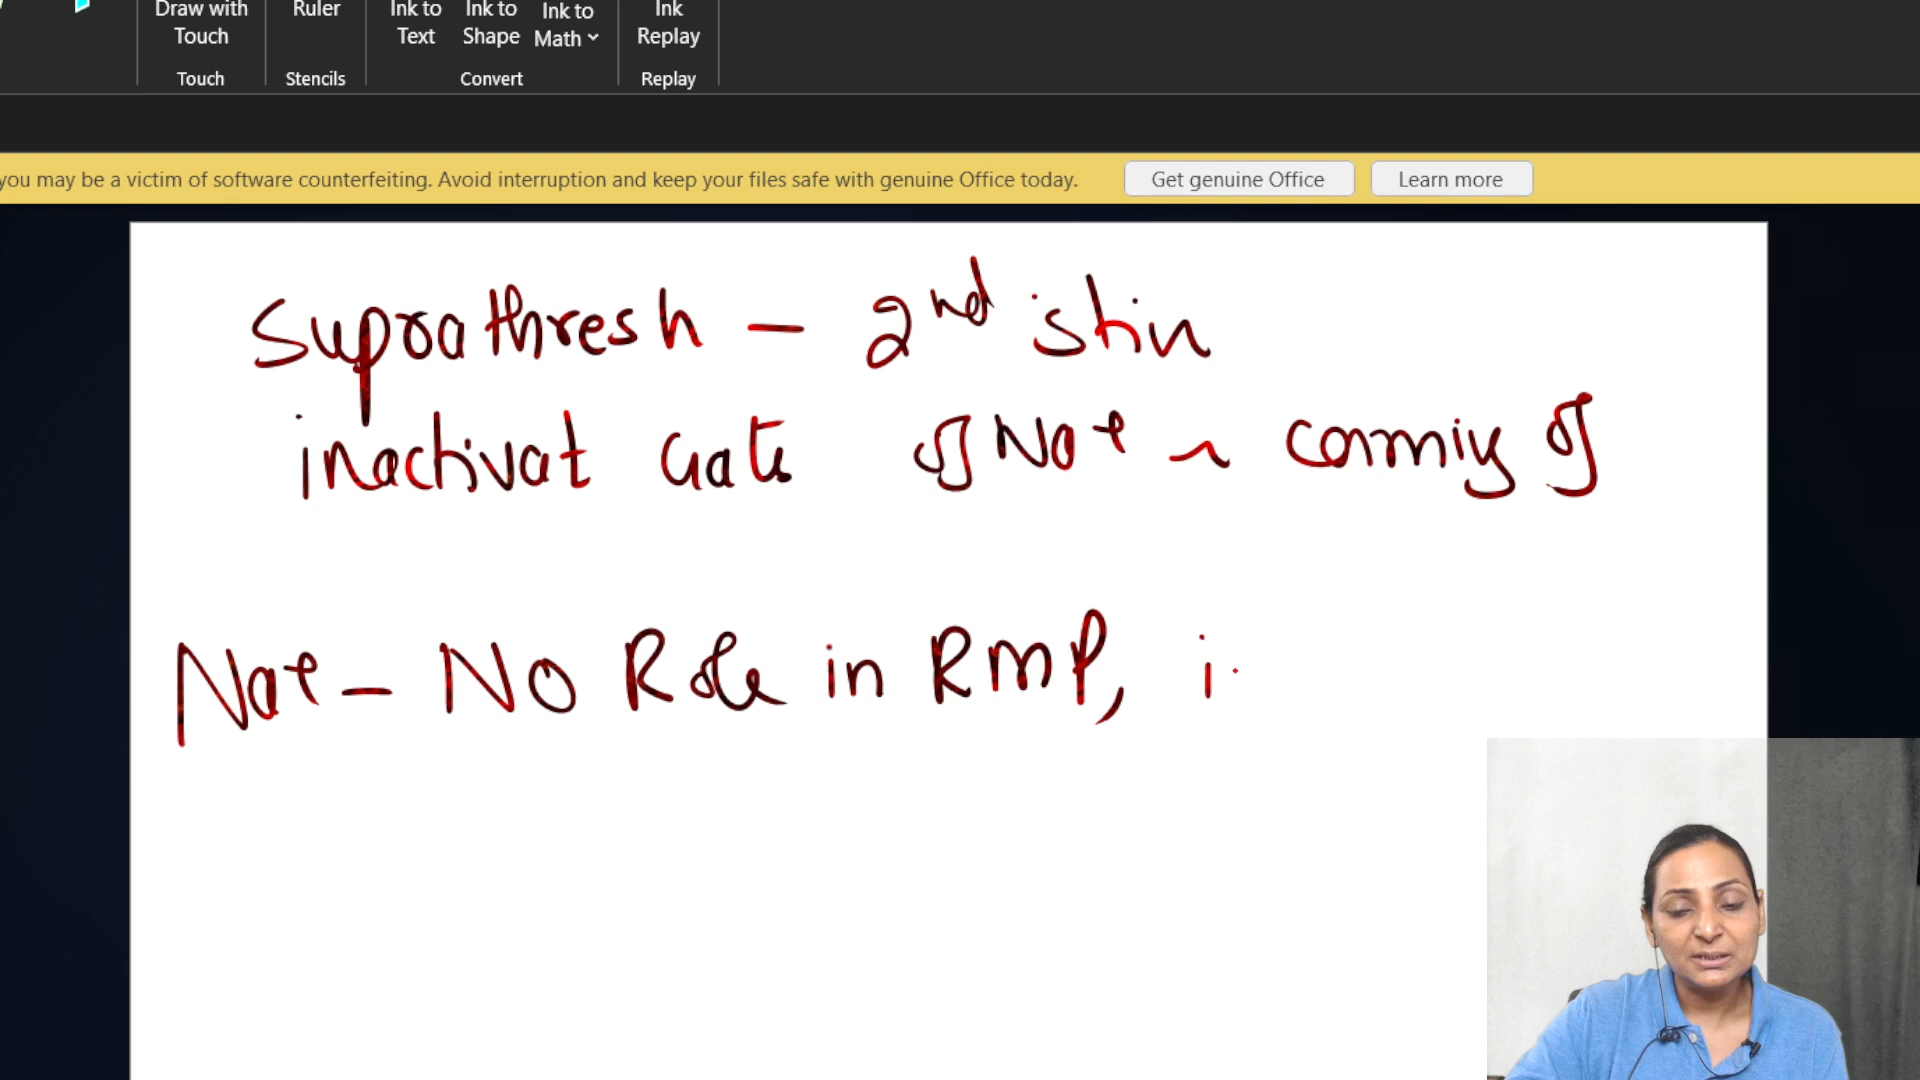 Draw with Touch
Ruler
Ink to Text
Ink to Shape
Ink to Math
Ink Replay
Touch
Stencils
Convert
Replay
you may be a victim of software counterfeiting. Avoid interruption and keep your files safe with genuine Office today.
Get genuine Office
Learn more
Suprathresh – 2nd stim
inactivat Gate of Na+ coming of
Na+ – No Role in RMP, i